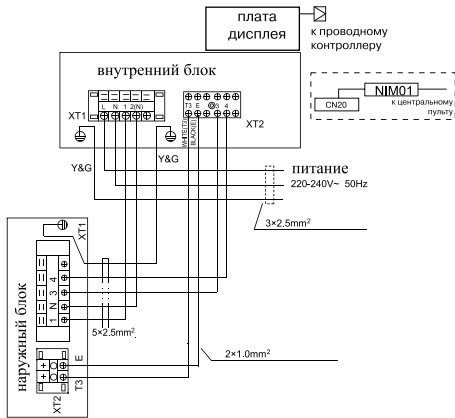 плата
дисплея
к проводному
контроллеру
внутренний блок
NIM01
CN20
к центральному
пульту
L N 1 2(N)
T3 E 3 4
XT1
XT2
WHITE(T3)
BLACK(E)
Y&G
Y&G
питание
220-240V~ 50Hz
3×2.5mm²
XT1
наружный блок
1 N 3 4
5×2.5mm²
2×1.0mm²
T3 E
XT2